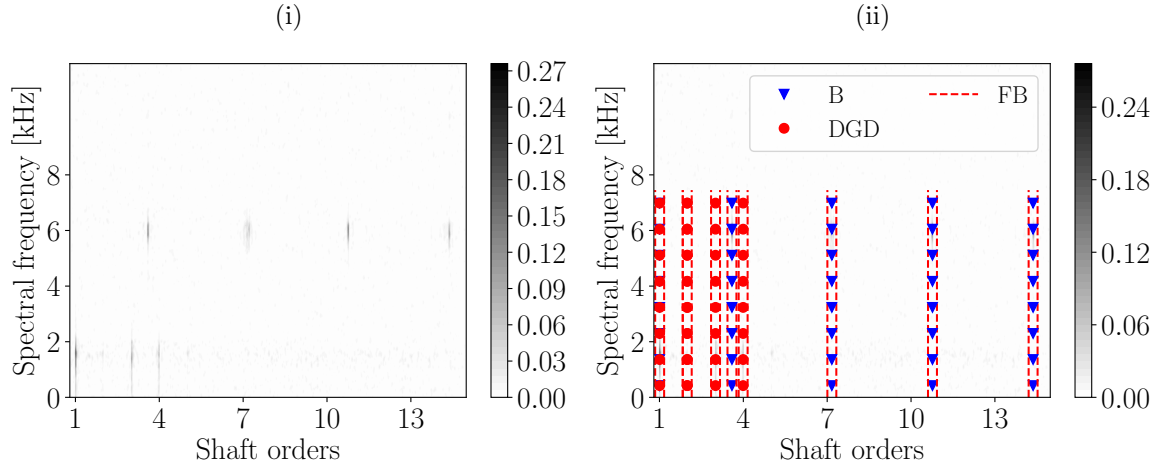 (i)
Spectral frequency [kHz]
8
6
4
2
0
1 4 7 10 13
Shaft orders
0.27
0.24
0.21
0.18
0.15
0.12
0.09
0.06
0.03
0.00
(ii)
B
DGD
FB
Spectral frequency [kHz]
8
6
4
2
0
1 4 7 10 13
Shaft orders
0.24
0.18
0.12
0.06
0.00